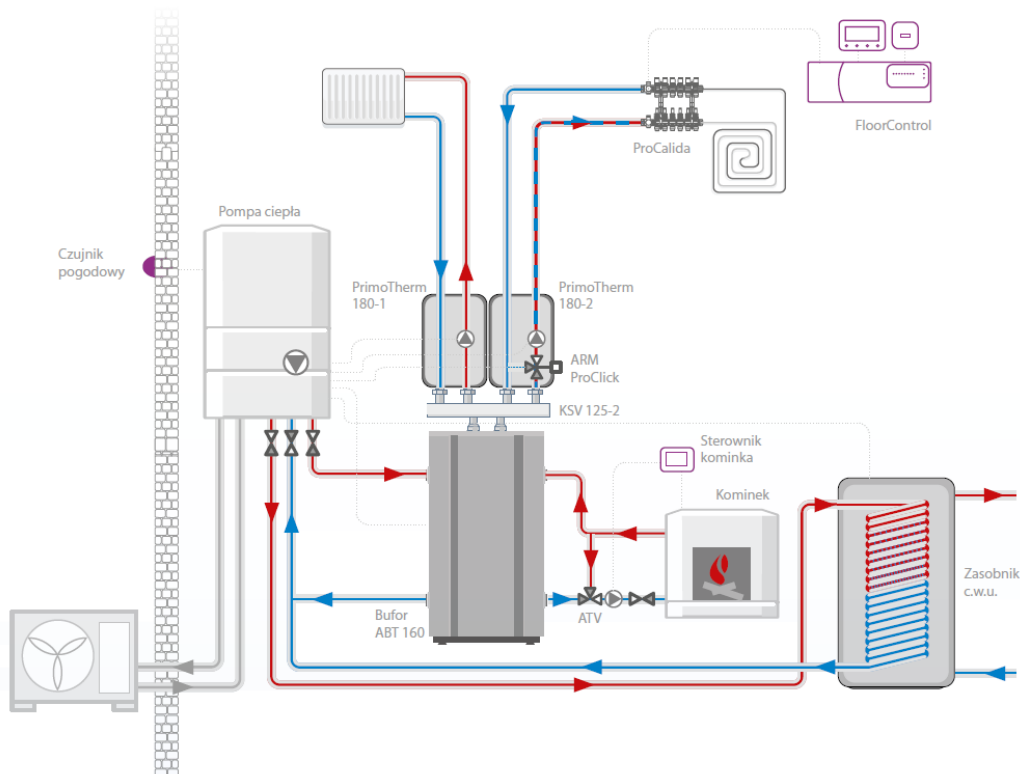 FloorControl
ProCalida
Pompa ciepła
Czujnik
pogodowy
PrimoTherm
180-1
PrimoTherm
180-2
ARM
ProClick
KSV 125-2
Sterownik
kominka
Kominek
Zasobnik
c.w.u.
Bufor
ABT 160
ATV